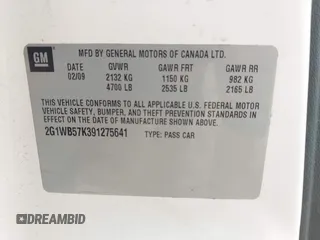 GM
MFD BY GENERAL MOTORS OF CANADA LTD.
DATE GVWR GAWR FRT GAWR RR
02/09 2132 KG 1150 KG 982 KG
4700 LB 2535 LB 2165 LB
THIS VEHICLE CONFORMS TO ALL APPLICABLE U.S. FEDERAL MOTOR
VEHICLE SAFETY, BUMPER, AND THEFT PREVENTION STANDARDS
IN EFFECT ON THE DATE OF MANUFACTURE SHOWN ABOVE.
2G1WB57K391275641 TYPE: PASS CAR
DREAMBID